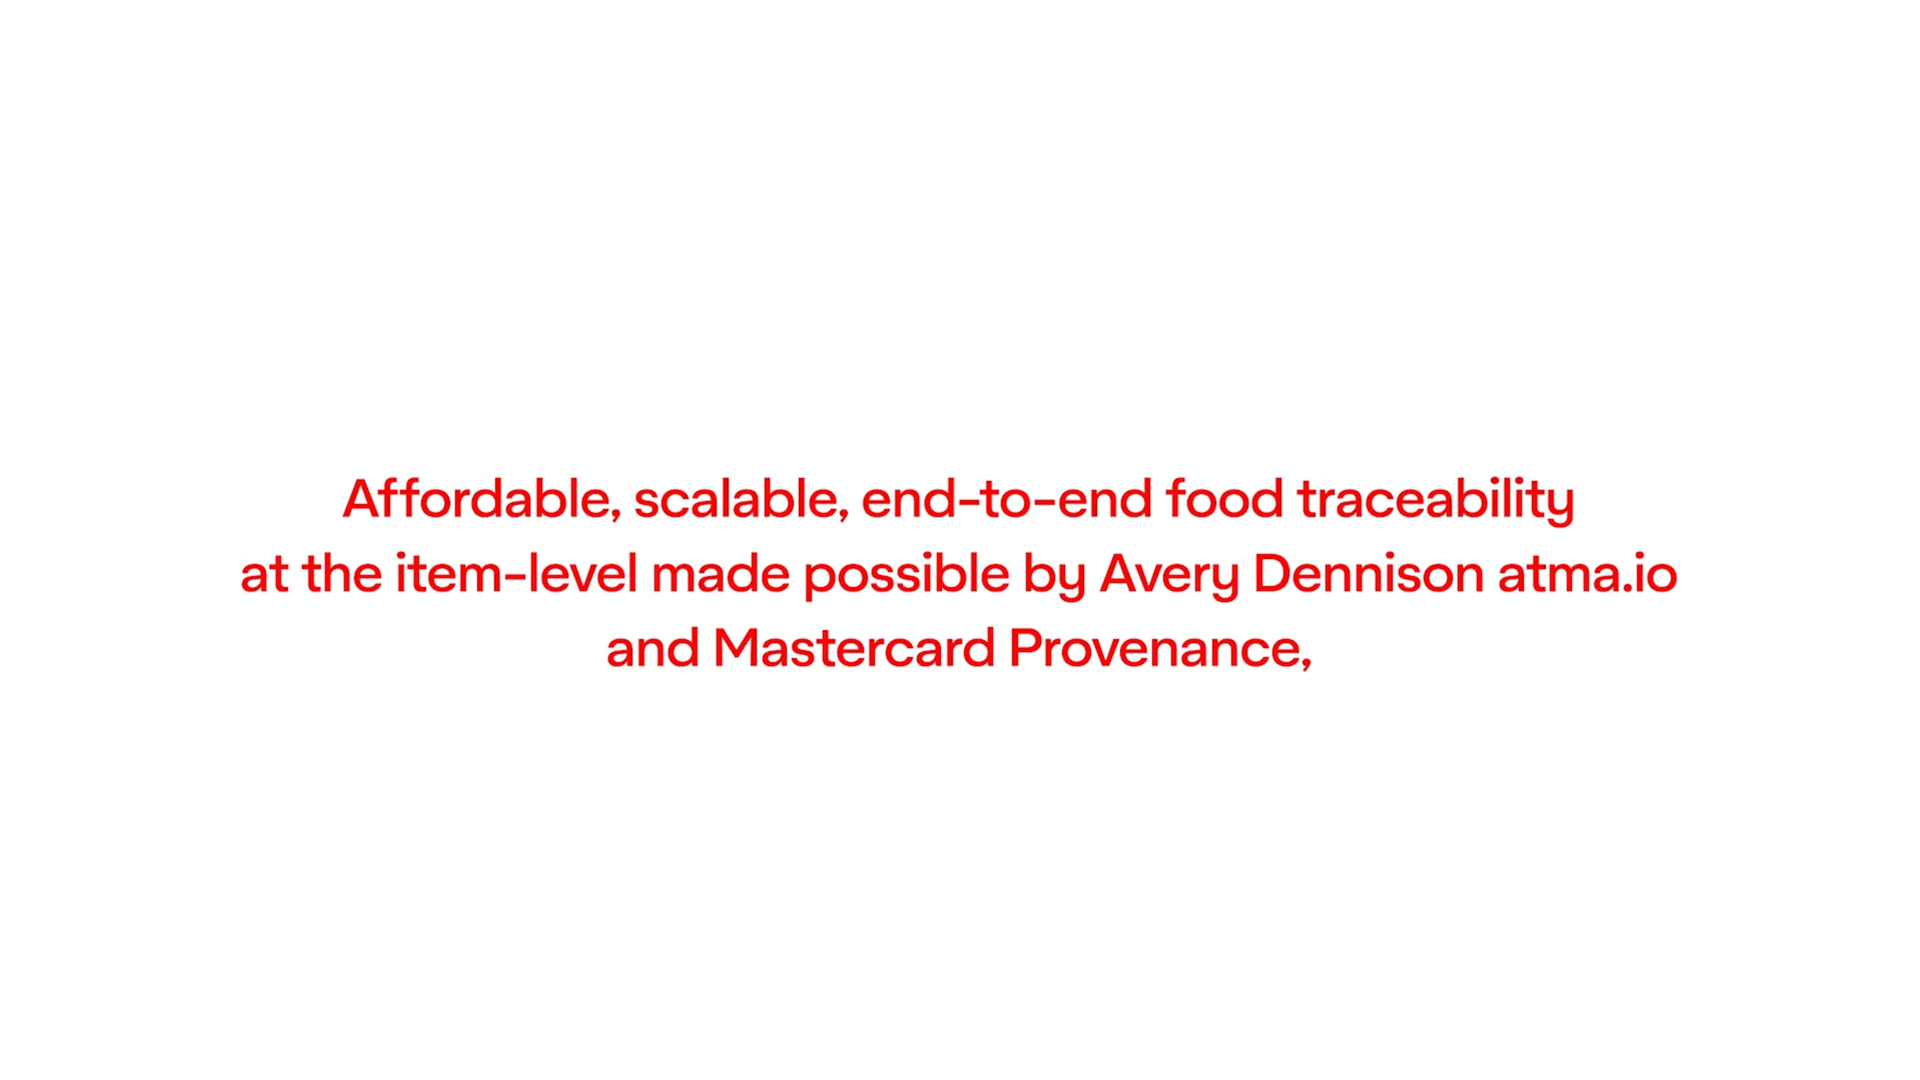 Affordable, scalable, end-to-end food traceability
at the item-level made possible by Avery Dennison atma.io
and Mastercard Provenance,